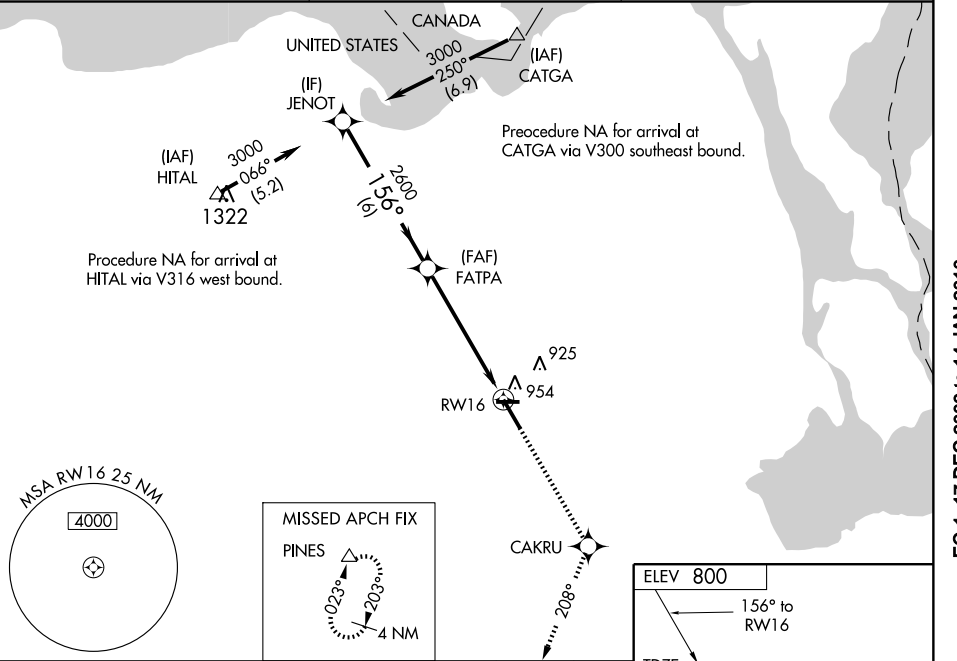 CANADA
UNITED STATES
3000
250°
(6.9)
(IAF)
CATGA
(IF)
JENOT
Preocedure NA for arrival at
CATGA via V300 southeast bound.
(IAF)
HITAL
3000
066°
(5.2)
1322
2600
156°
(6)
Procedure NA for arrival at
HITAL via V316 west bound.
(FAF)
FATPA
925
954
RW16
MSA RW16 25 NM
4000
MISSED APCH FIX
PINES
023°
203°
4 NM
CAKRU
208°
ELEV 800
156° to
RW16